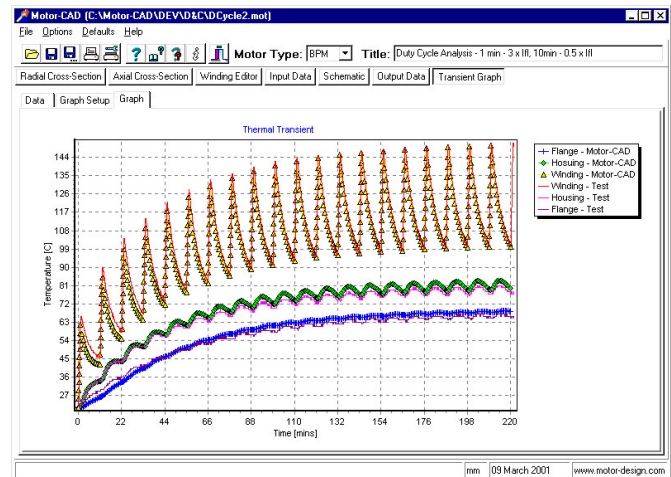 Motor-CAD (C:\Motor-CAD\DEV\D&C\DCycle2.mot)
File Options Defaults Help
Motor Type: BPM Title: Duty Cycle Analysis - 1 min - 3 x Ifl, 10min - 0.5 x Ifl
Radial Cross-Section Axial Cross-Section Winding Editor Input Data Schematic Output Data Transient Graph
Data Graph Setup Graph
Thermal Transient
Flange - Motor-CAD
Hosuing - Motor-CAD
Winding - Motor-CAD
Winding - Test
Housing - Test
Flange - Test
Temperature [C]
144
135
126
117
108
99
90
81
72
63
54
45
36
27
0 22 44 66 88 110 132 154 176 198 220
Time [mins]
mm 09 March 2001 www.motor-design.com